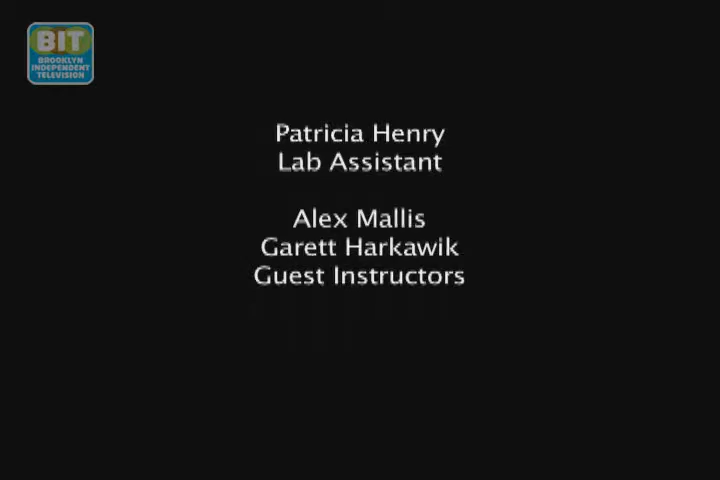 BIT
BROOKLYN
INDEPENDENT
TELEVISION
Patricia Henry
Lab Assistant
Alex Mallis
Garett Harkawik
Guest Instructors